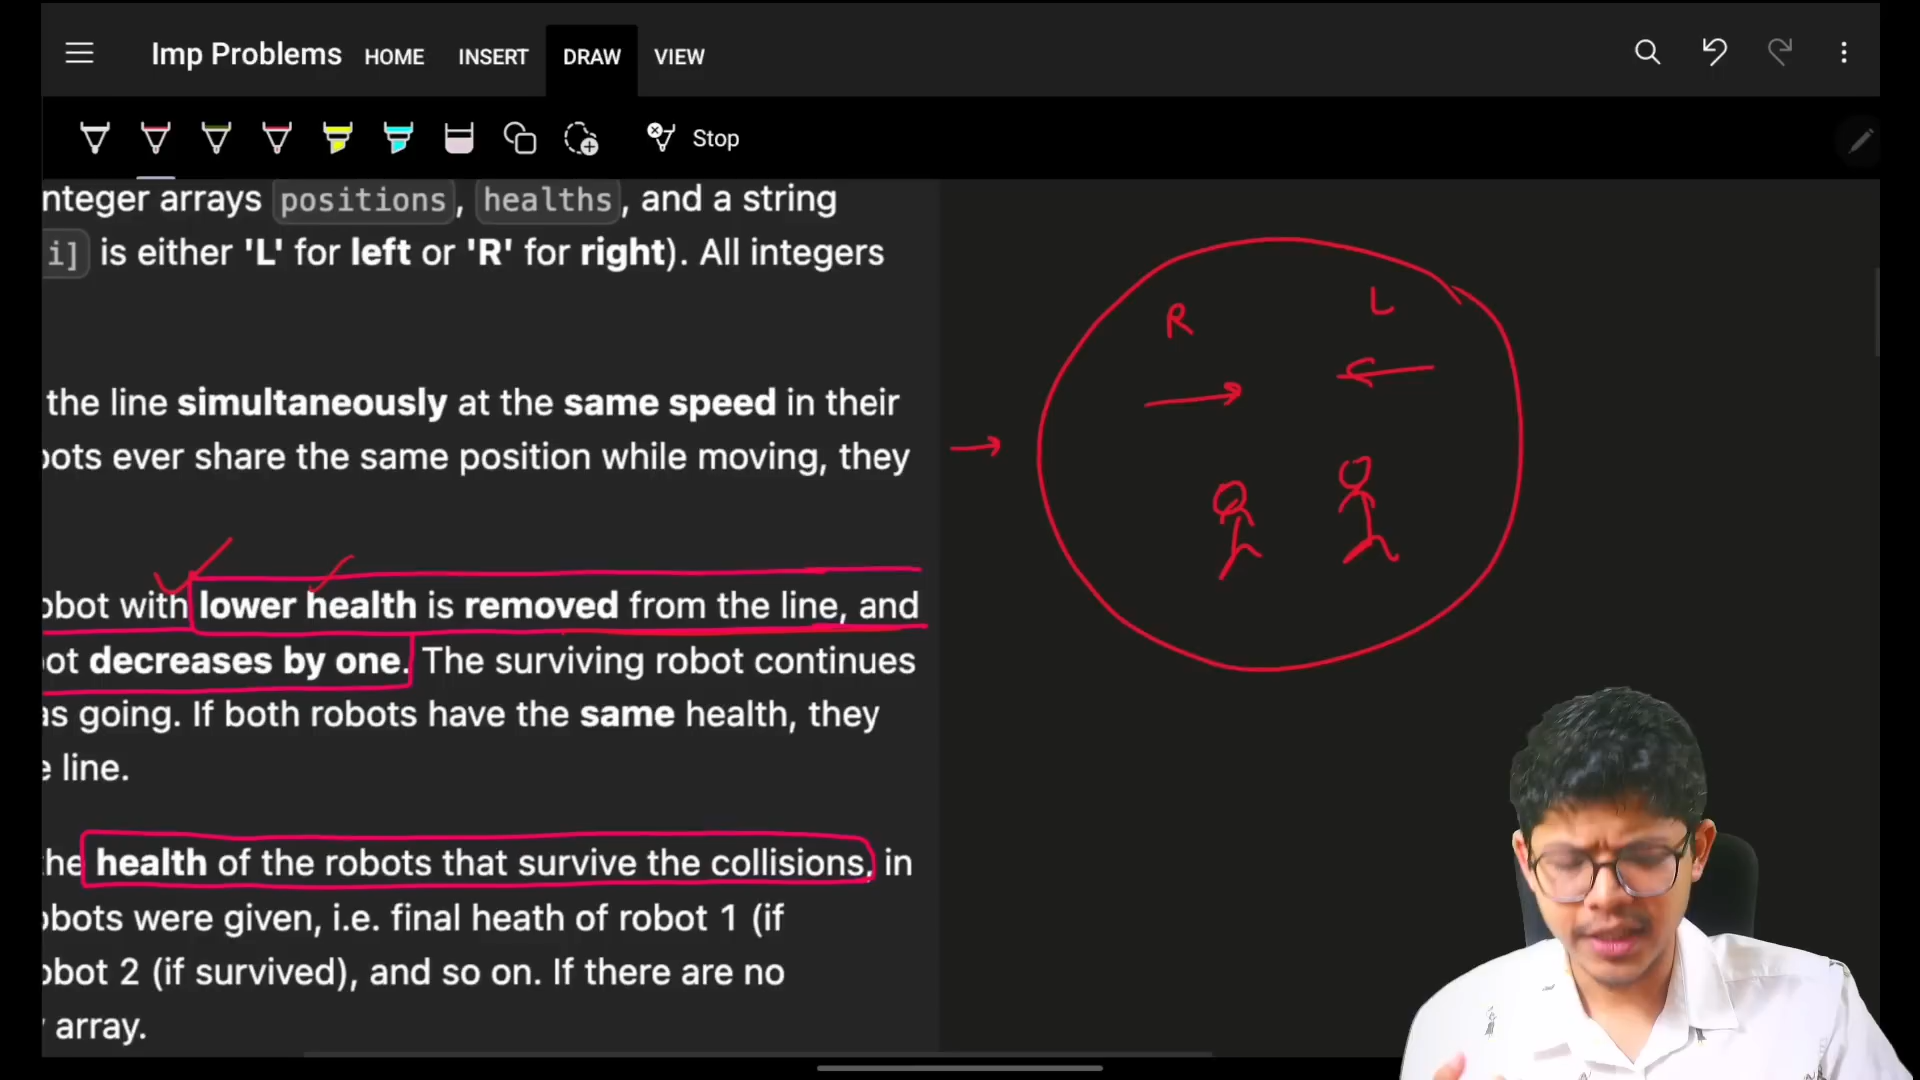 Imp Problems HOME INSERT DRAW VIEW
Stop
nteger arrays positions, healths, and a string
i] is either 'L' for left or 'R' for right). All integers
the line simultaneously at the same speed in their
ots ever share the same position while moving, they
obot with lower health is removed from the line, and
ot decreases by one. The surviving robot continues
as going. If both robots have the same health, they
e line.
he health of the robots that survive the collisions, in
obots were given, i.e. final heath of robot 1 (if
obot 2 (if survived), and so on. If there are no
array.
R L